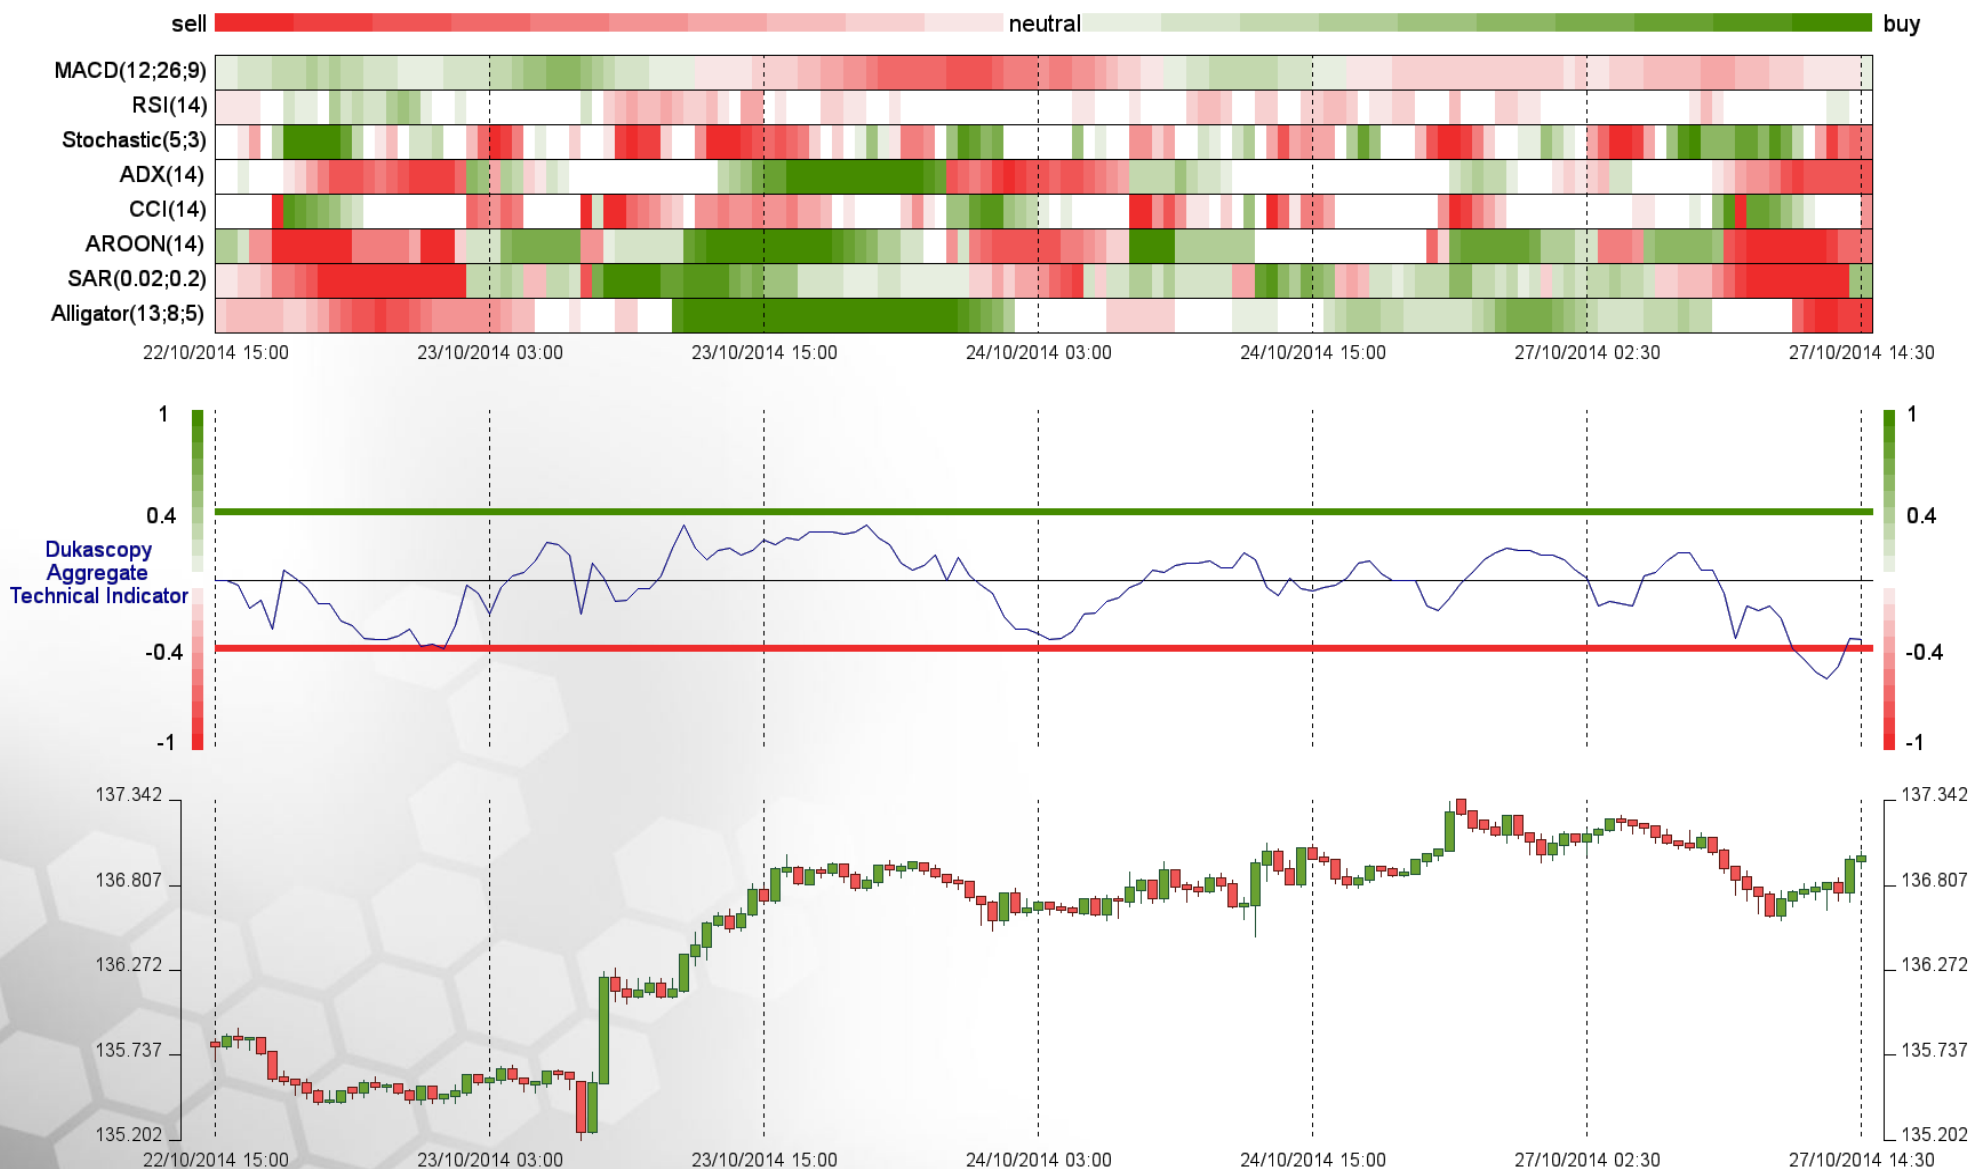 sell neutral buy
MACD(12;26;9)
RSI(14)
Stochastic(5;3)
ADX(14)
CCI(14)
AROON(14)
SAR(0.02;0.2)
Alligator(13;8;5)
22/10/2014 15:00 23/10/2014 03:00 23/10/2014 15:00 24/10/2014 03:00 24/10/2014 15:00 27/10/2014 02:30 27/10/2014 14:30
1 1
0.4 0.4
Dukascopy
Aggregate
Technical Indicator
-0.4 -0.4
-1 -1
137.342 137.342
136.807 136.807
136.272 136.272
135.737 135.737
135.202 135.202
22/10/2014 15:00 23/10/2014 03:00 23/10/2014 15:00 24/10/2014 03:00 24/10/2014 15:00 27/10/2014 02:30 27/10/2014 14:30